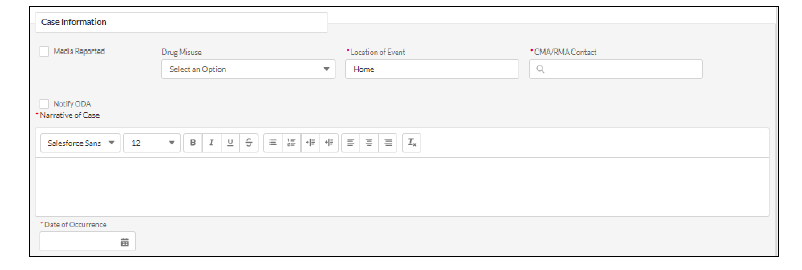 Case Information
Media Reported
Drug Misuse
* Location of Event
* CMA/RMA Contact
Select an Option
Home
Notify ODA
* Narrative of Case
Salesforce Sans 12 B I U S
* Date of Occurrence